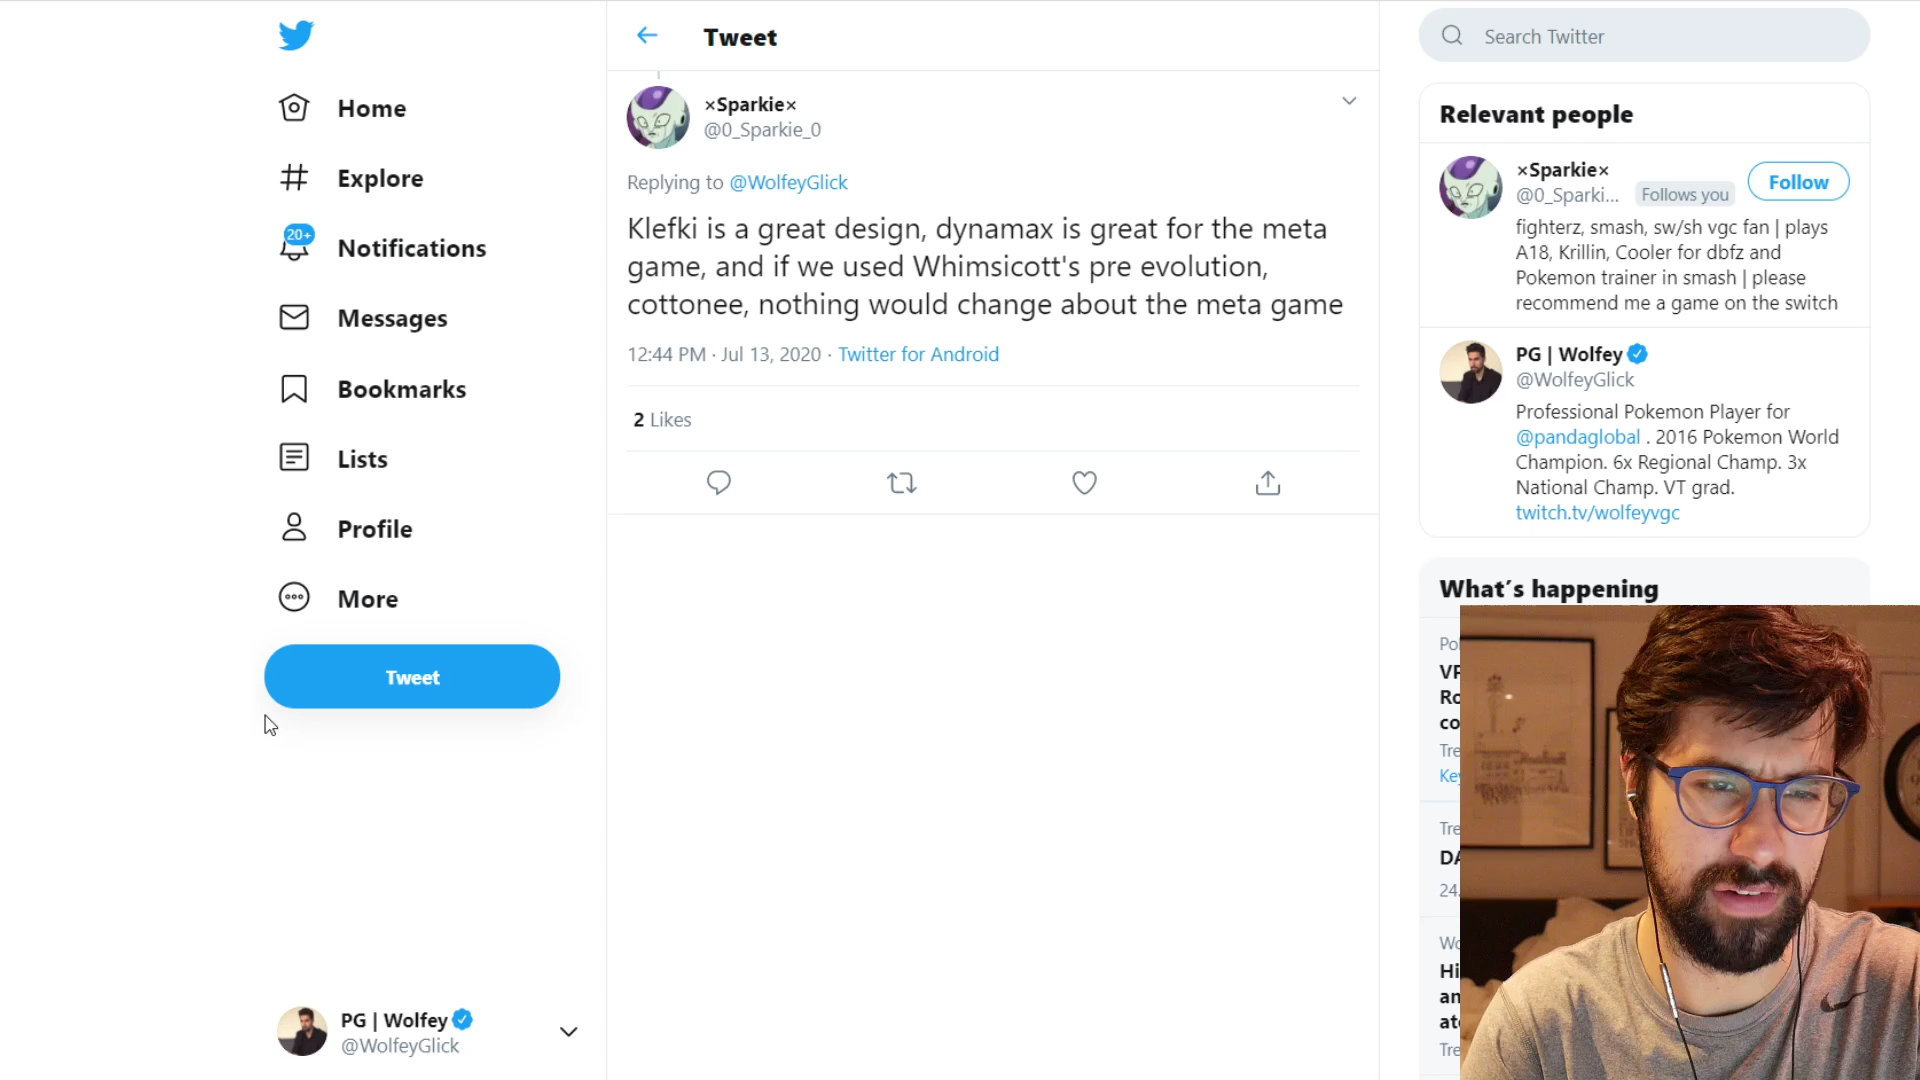 Home
Explore
20+
Notifications
Messages
Bookmarks
Lists
Profile
More
Tweet
PG | Wolfey
@WolfeyGlick
Tweet
×Sparkie×
@0_Sparkie_0
Replying to @WolfeyGlick
Klefki is a great design, dynamax is great for the meta
game, and if we used Whimsicott's pre evolution,
cottonee, nothing would change about the meta game
12:44 PM · Jul 13, 2020 · Twitter for Android
2 Likes
Search Twitter
Relevant people
×Sparkie×
@0_Sparki... Follows you
Follow
fighterz, smash, sw/sh vgc fan | plays
A18, Krillin, Cooler for dbfz and
Pokemon trainer in smash | please
recommend me a game on the switch
PG | Wolfey
@WolfeyGlick
Professional Pokemon Player for
@pandaglobal . 2016 Pokemon World
Champion. 6x Regional Champ. 3x
National Champ. VT grad.
twitch.tv/wolfeyvgc
What's happening